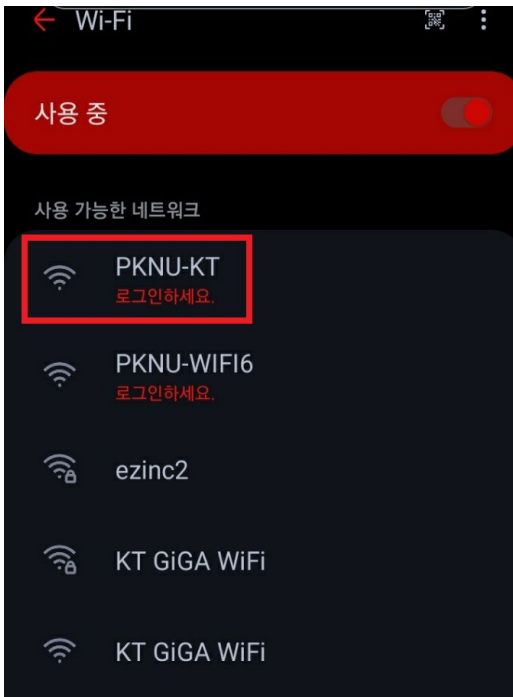 Wi-Fi
사용 중
사용 가능한 네트워크
PKNU-KT
로그인하세요.
PKNU-WIFI6
로그인하세요.
ezinc2
KT GiGA WiFi
KT GiGA WiFi